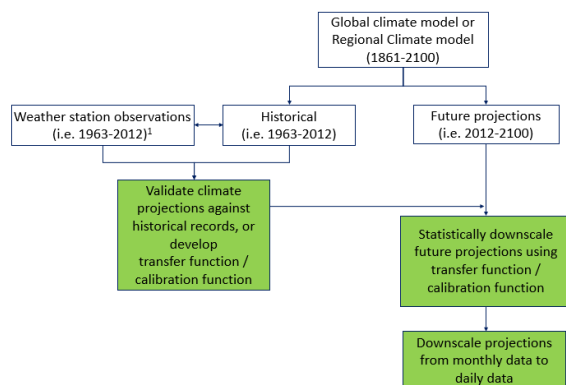 Global climate model or
Regional Climate model
(1861-2100)
Weather station observations
(i.e. 1963-2012)¹
Historical
(i.e. 1963-2012)
Future projections
(i.e. 2012-2100)
Validate climate
projections against
historical records, or
develop
transfer function /
calibration function
Statistically downscale
future projections using
transfer function /
calibration function
Downscale projections
from monthly data to
daily data